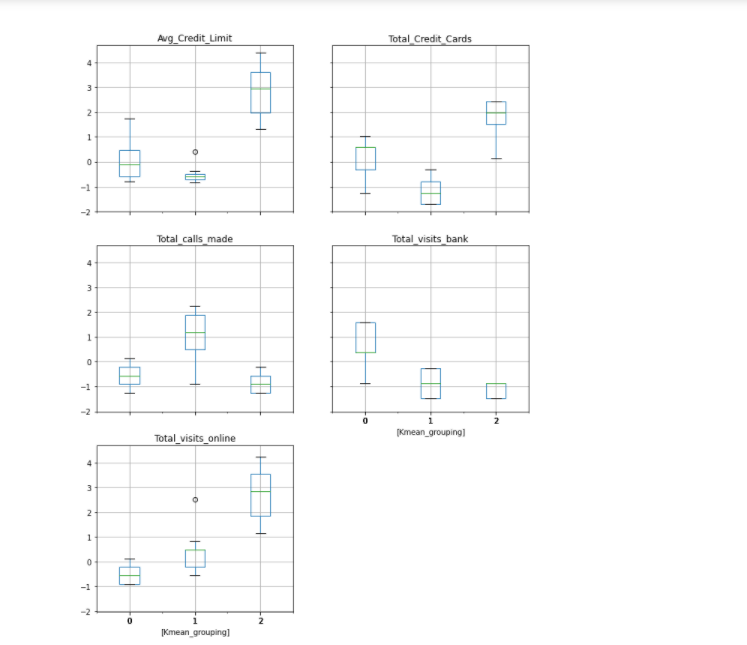 Avg_Credit_Limit
Total_Credit_Cards
4
3
2
1
0
−1
−2
Total_calls_made
Total_visits_bank
4
3
2
1
0
−1
−2
0 1 2
[Kmean_grouping]
Total_visits_online
4
3
2
1
0
−1
−2
0 1 2
[Kmean_grouping]